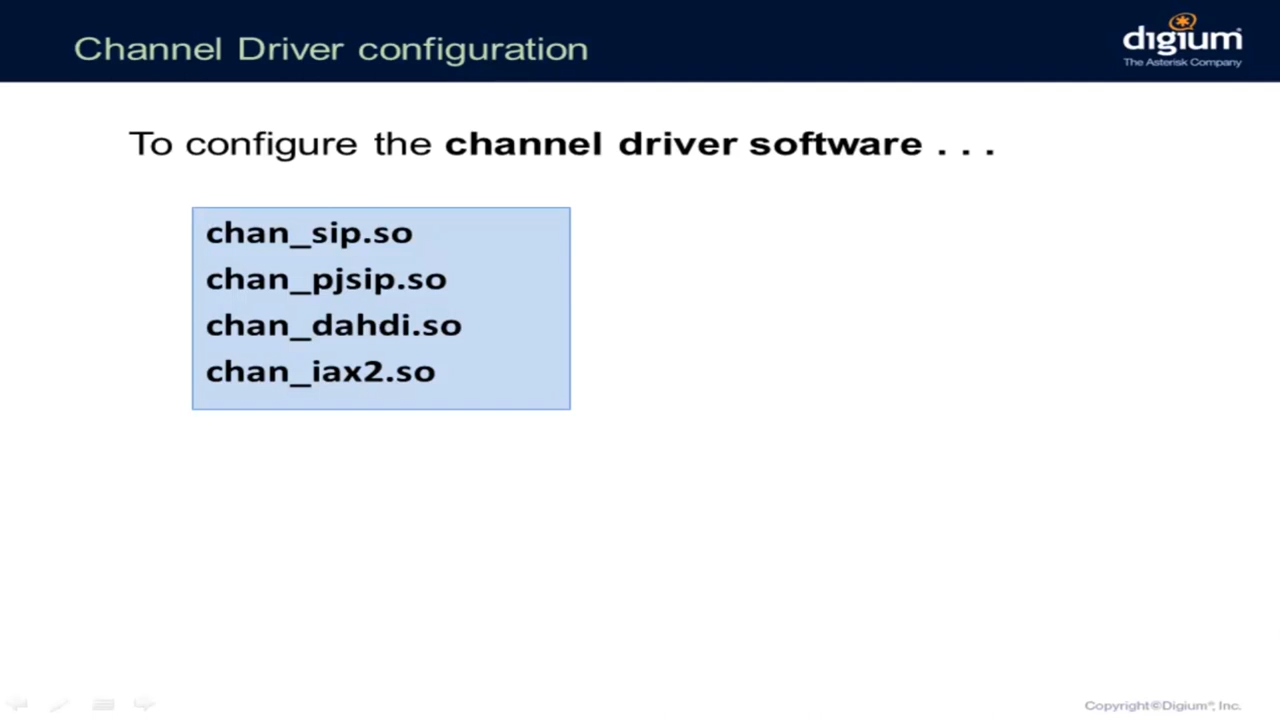 Channel Driver configuration
digium
The Asterisk Company
To configure the channel driver software . . .
chan_sip.so
chan_pjsip.so
chan_dahdi.so
chan_iax2.so
Copyright©Digium®, Inc.